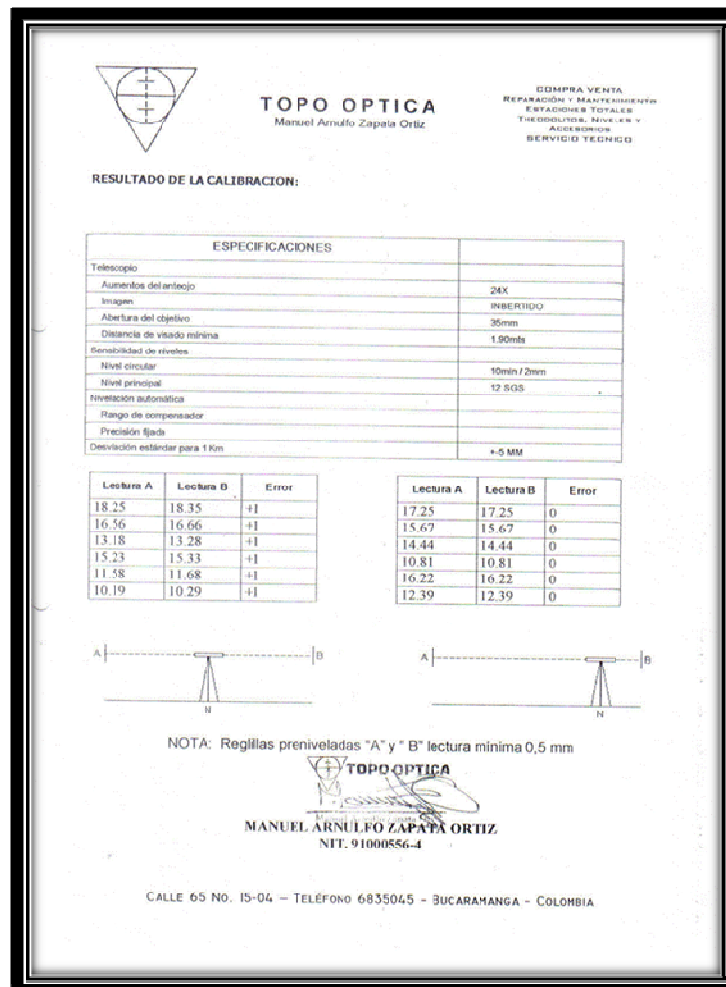 TOPO OPTICA
Manuel Arnulfo Zapata Ortiz
COMPRA VENTA
REPARACIÓN Y MANTENIMIENTO
ESTACIONES TOTALES
THEODOLITOS, NIVELES Y
ACCESORIOS
SERVICIO TECNICO
RESULTADO DE LA CALIBRACION:
ESPECIFICACIONES
Telescopio
Aumentos del anteojo 24X
Imagen INBERTIDO
Abertura del objetivo 35mm
Distancia de visado mínima 1.90mts
Sensibilidad de niveles
Nivel circular 10min / 2mm
Nivel principal 12 SGS
Nivelación automática
Rango de compensador
Precisión fijada
Desviación estándar para 1 Km +-5 MM
Lectura A Lectura B Error
18.25 18.35 +1
16.56 16.66 +1
13.18 13.28 +1
15.23 15.33 +1
11.58 11.68 +1
10.19 10.29 +1
Lectura A Lectura B Error
17.25 17.25 0
15.67 15.67 0
14.44 14.44 0
10.81 10.81 0
16.22 16.22 0
12.39 12.39 0
A B
N
A B
N
NOTA: Reglillas preniveladas "A" y " B" lectura minima 0,5 mm
TOPO OPTICA
MANUEL ARNULFO ZAPATA ORTIZ
NIT. 91000556-4
CALLE 65 NO. 15-04 – TELÉFONO 6835045 - BUCARAMANGA - COLOMBIA